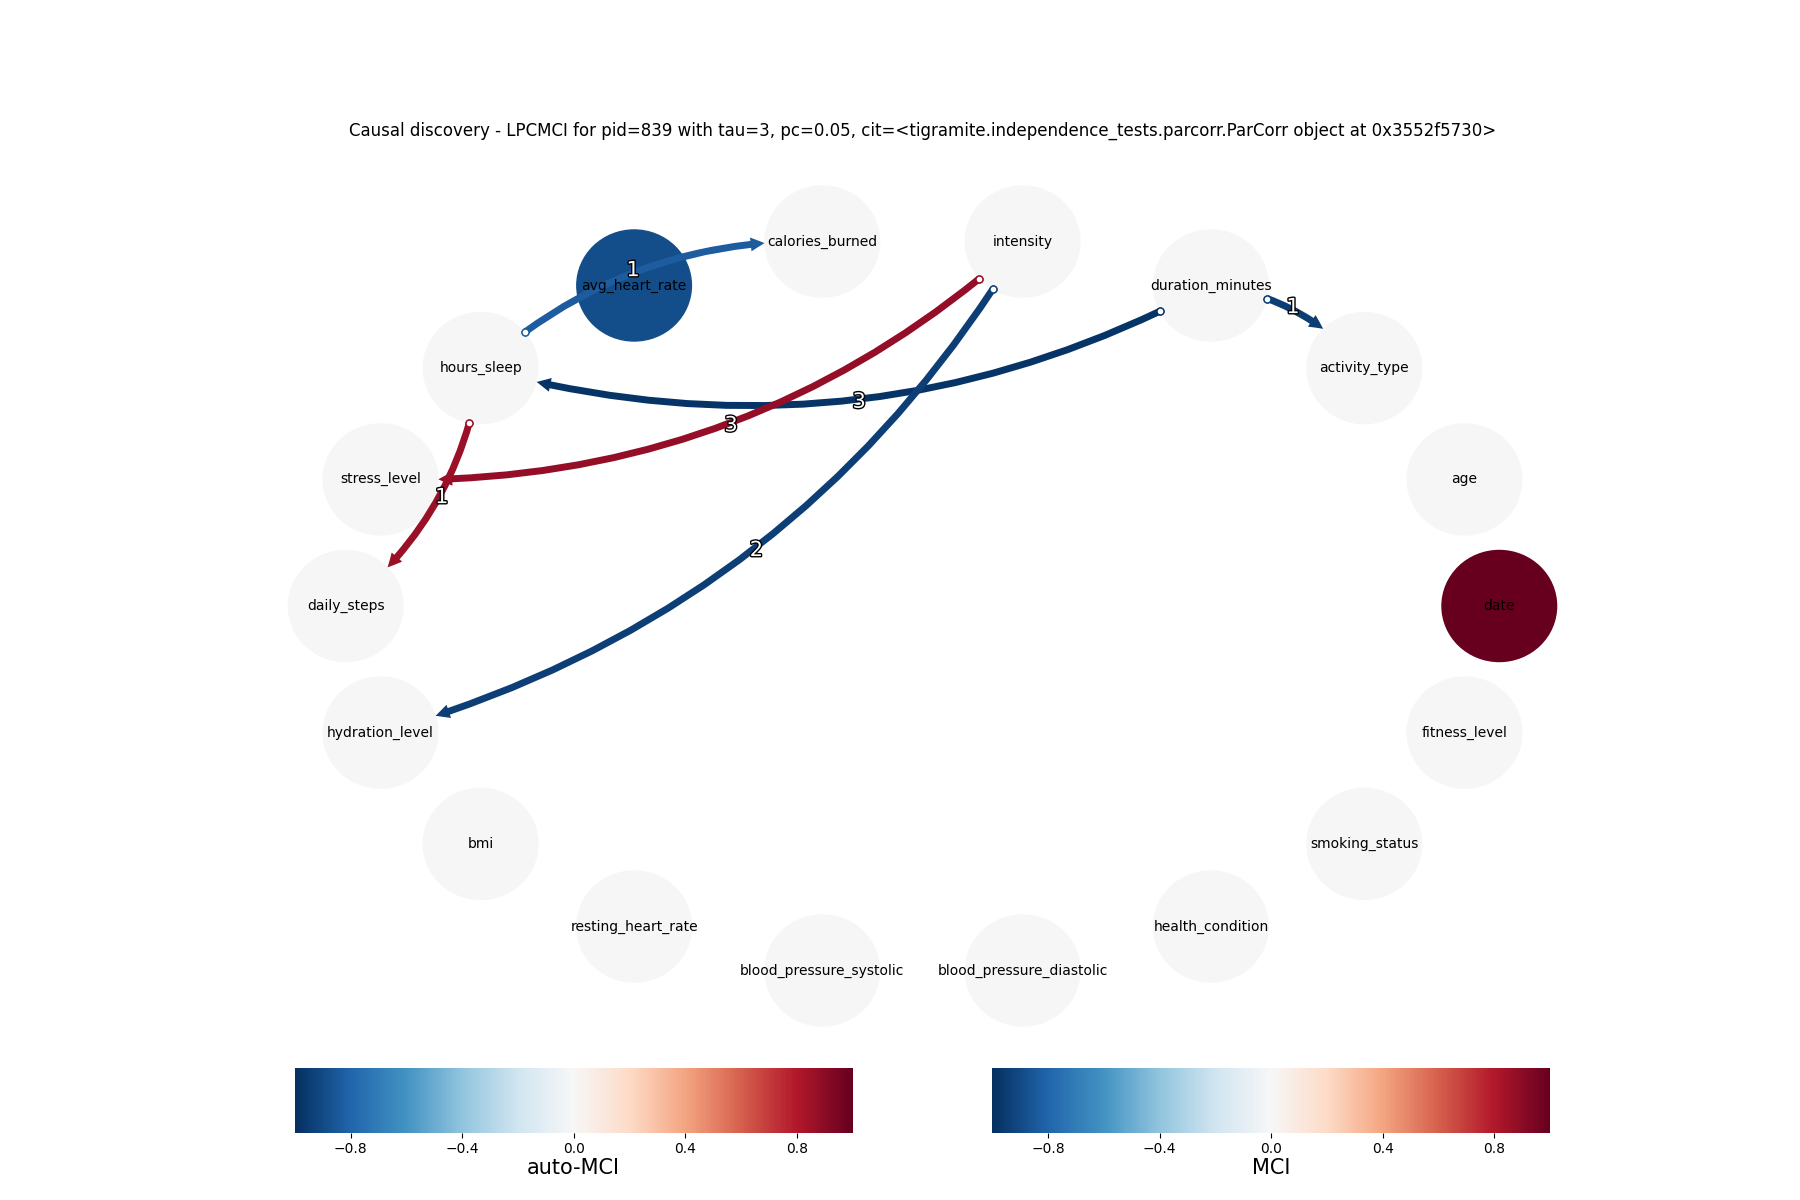 Causal discovery - LPCMCI for pid=839 with tau=3, pc=0.05, cit=<tigramite.independence_tests.parcorr.ParCorr object at 0x3552f5730>
calories_burned
intensity
avg_heart_rate
duration_minutes
1
1
hours_sleep
activity_type
3
3
stress_level
age
1
2
daily_steps
date
hydration_level
fitness_level
bmi
smoking_status
resting_heart_rate
health_condition
blood_pressure_systolic
blood_pressure_diastolic
−0.8 −0.4 0.0 0.4 0.8
auto-MCI
−0.8 −0.4 0.0 0.4 0.8
MCI